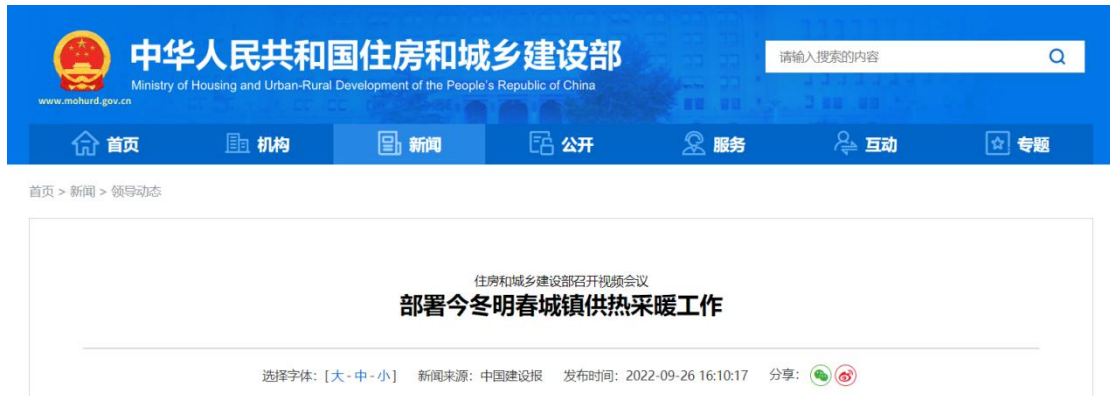 中华人民共和国住房和城乡建设部
Ministry of Housing and Urban-Rural Development of the People's Republic of China
www.mohurd.gov.cn
请输入搜索的内容
首页 机构 新闻 公开 服务 互动 专题
首页 > 新闻 > 领导动态
住房和城乡建设部召开视频会议
部署今冬明春城镇供热采暖工作
选择字体：[大 - 中 - 小] 新闻来源：中国建设报 发布时间：2022-09-26 16:10:17 分享：